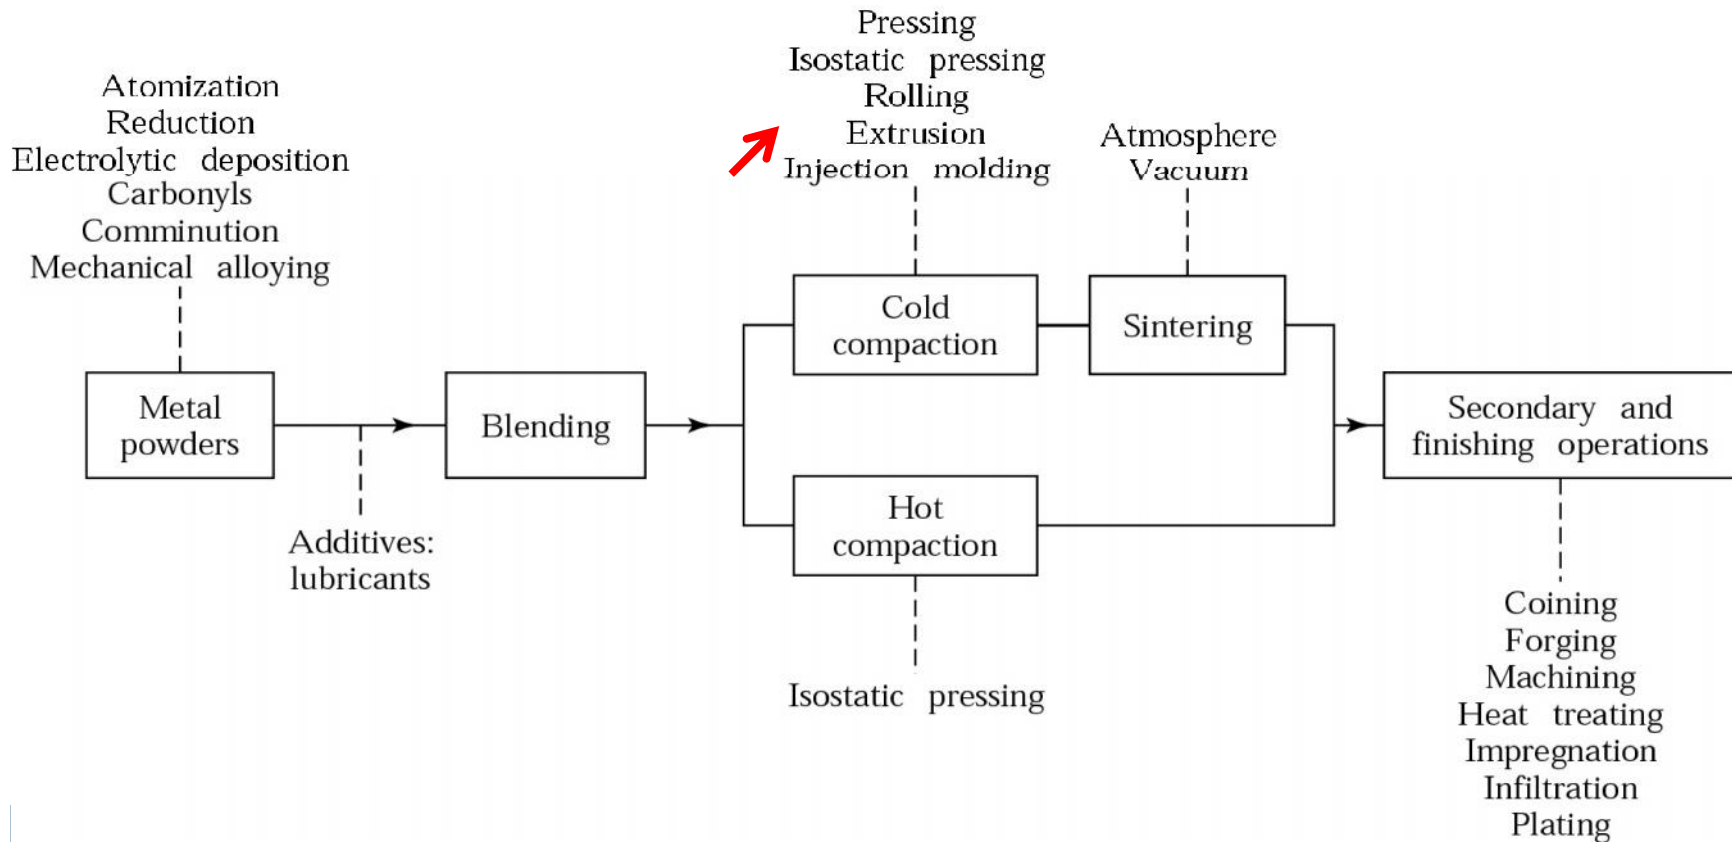 Atomization
Reduction
Electrolytic deposition
Carbonyls
Comminution
Mechanical alloying
Metal
powders
Additives:
lubricants
Blending
Pressing
Isostatic pressing
Rolling
Extrusion
Injection molding
Cold
compaction
Atmosphere
Vacuum
Sintering
Hot
compaction
Isostatic pressing
Secondary and
finishing operations
Coining
Forging
Machining
Heat treating
Impregnation
Infiltration
Plating